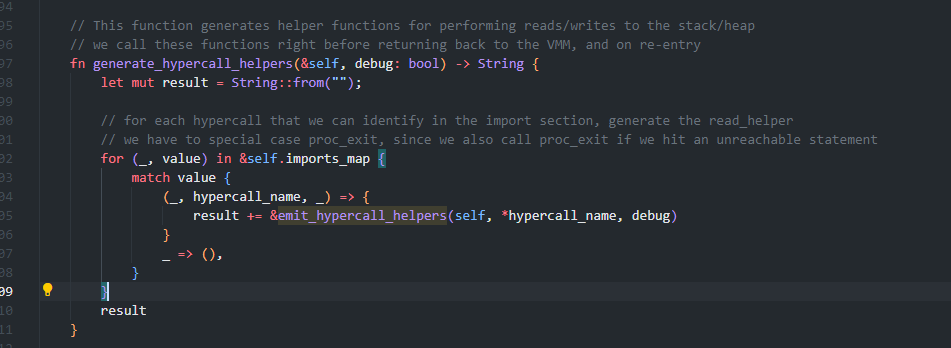 94
95 // This function generates helper functions for performing reads/writes to the stack/heap
96 // we call these functions right before returning back to the VMM, and on re-entry
97 fn generate_hypercall_helpers(&self, debug: bool) -> String {
98 let mut result = String::from("");
99
00 // for each hypercall that we can identify in the import section, generate the read_helper
01 // we have to special case proc_exit, since we also call proc_exit if we hit an unreachable statement
02 for (_, value) in &self.imports_map {
03 match value {
04 (_, hypercall_name, _) => {
05 result += &emit_hypercall_helpers(self, *hypercall_name, debug)
06 }
07 _ => (),
08 }
09 }
10 result
11 }